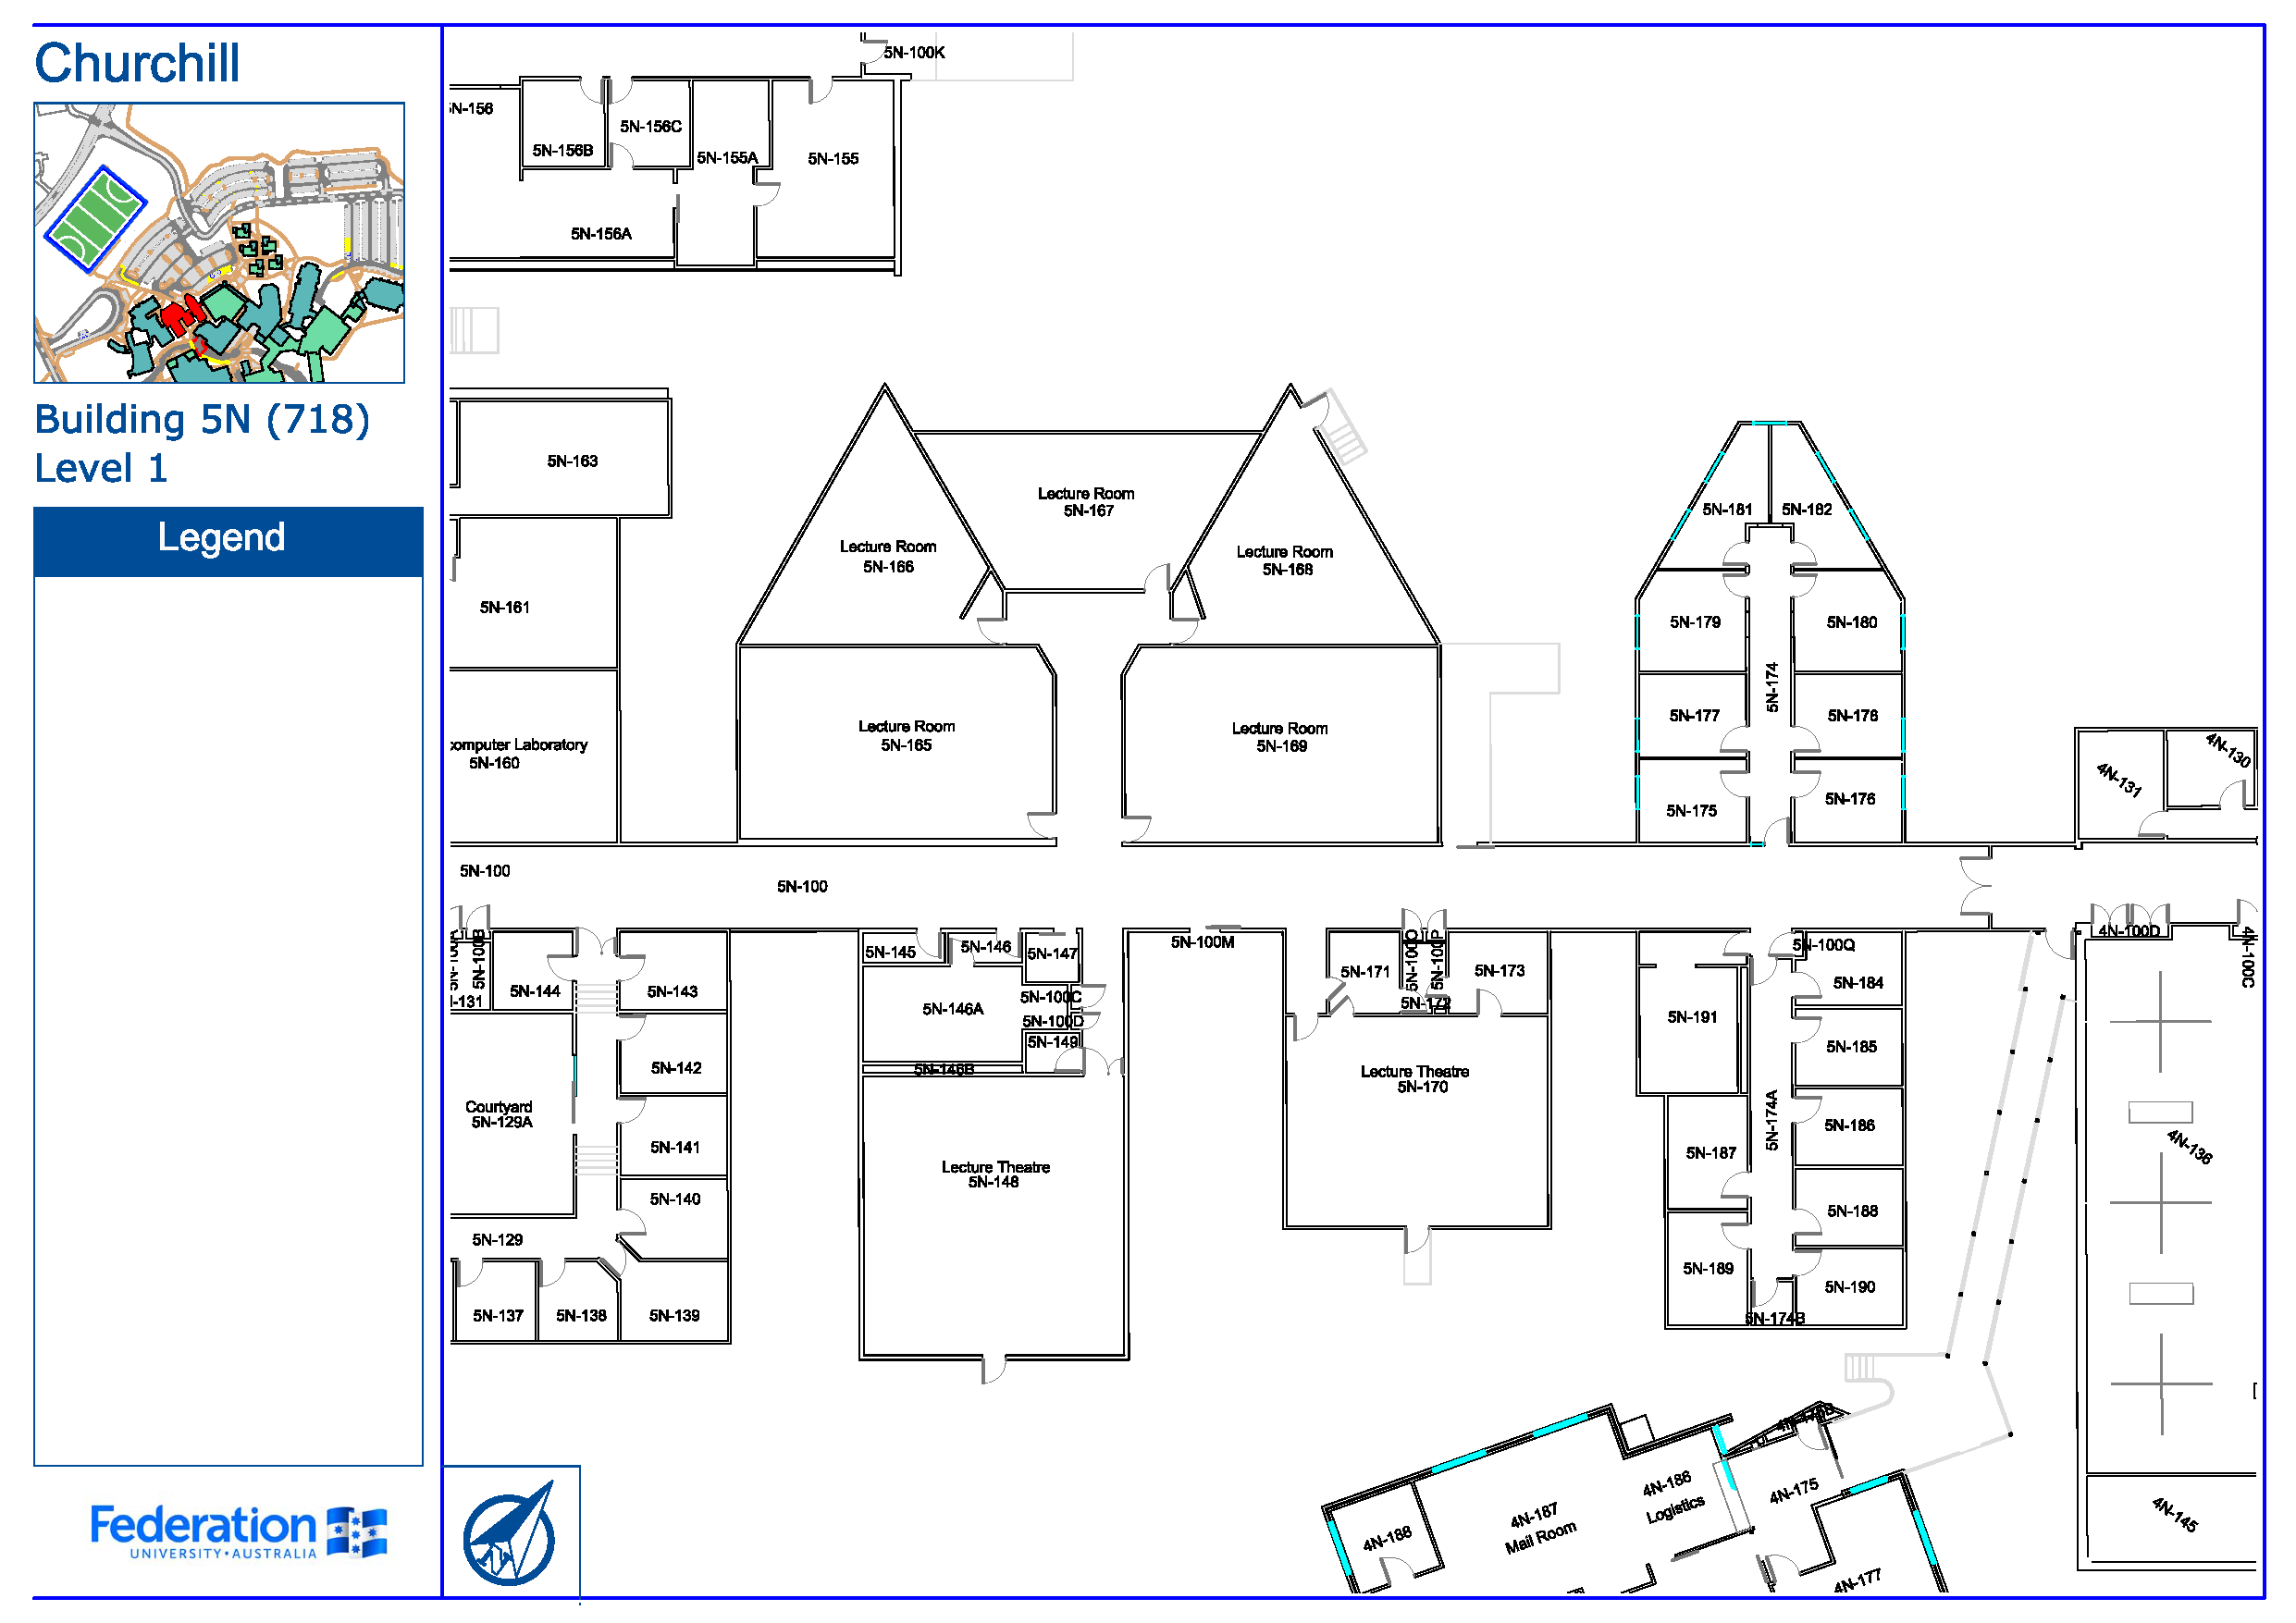 Churchill
Building 5N (718)
Level 1
Legend
Federation
UNIVERSITY • AUSTRALIA
5N-100K
5N-156
5N-156C
5N-156B
5N-155A
5N-155
5N-156A
5N-163
Lecture Room
5N-167
5N-181
5N-182
Lecture Room
5N-166
Lecture Room
5N-168
5N-161
5N-179
5N-180
5N-174
5N-177
5N-176
Lecture Room
5N-165
Lecture Room
5N-169
computer Laboratory
5N-160
4N-130
4N-131
5N-175
5N-176
5N-100
5N-100
5N-100A
5N-100B
5N-145
5N-146
5N-147
5N-100M
5N-100O
5N-100P
5N-100Q
4N-100D
4N-100C
5N-171
5N-173
5N-184
-131
5N-144
5N-143
5N-100C
5N-172
5N-146A
5N-100D
5N-191
5N-149
5N-185
5N-142
5N-146B
Lecture Theatre
5N-170
Courtyard
5N-129A
5N-174A
5N-186
4N-136
5N-141
5N-187
Lecture Theatre
5N-148
5N-140
5N-188
5N-129
5N-189
5N-190
5N-137
5N-138
5N-139
5N-174B
4N-175B
4N-186
Logistics
4N-175
4N-187
Mail Room
4N-188
4N-145
4N-177
N